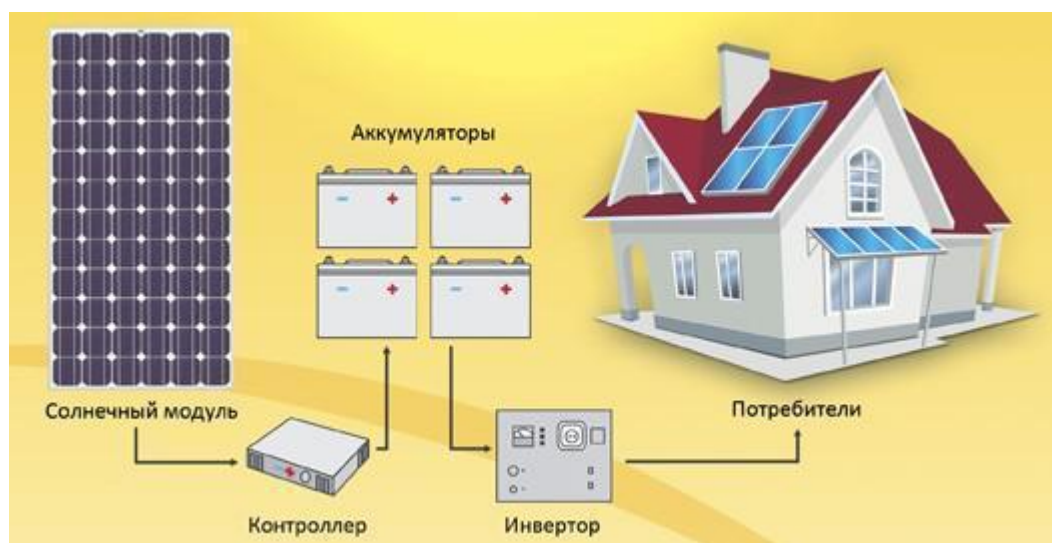 Аккумуляторы
Солнечный модуль
Потребители
Контроллер
Инвертор